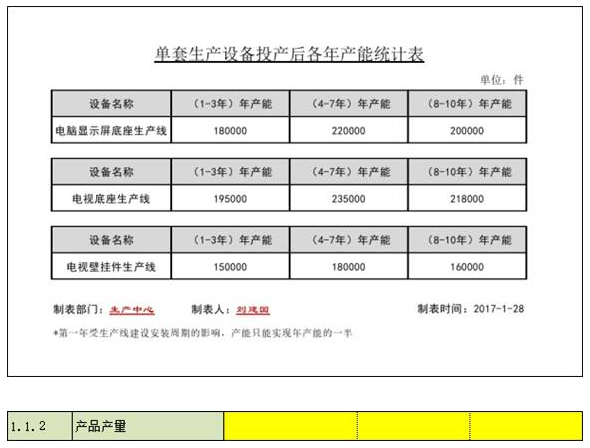 单套生产设备投产后各年产能统计表
单位：件
设备名称 （1-3年）年产能 （4-7年）年产能 （8-10年）年产能
电脑显示屏底座生产线 180000 220000 200000
设备名称 （1-3年）年产能 （4-7年）年产能 （8-10年）年产能
电视底座生产线 195000 235000 218000
设备名称 （1-3年）年产能 （4-7年）年产能 （8-10年）年产能
电视壁挂件生产线 150000 180000 160000
制表部门：生产中心 制表人：刘建国 制表时间：2017-1-28
*第一年受生产线建设安装周期的影响，产能只能实现年产能的一半
1.1.2 产品产量